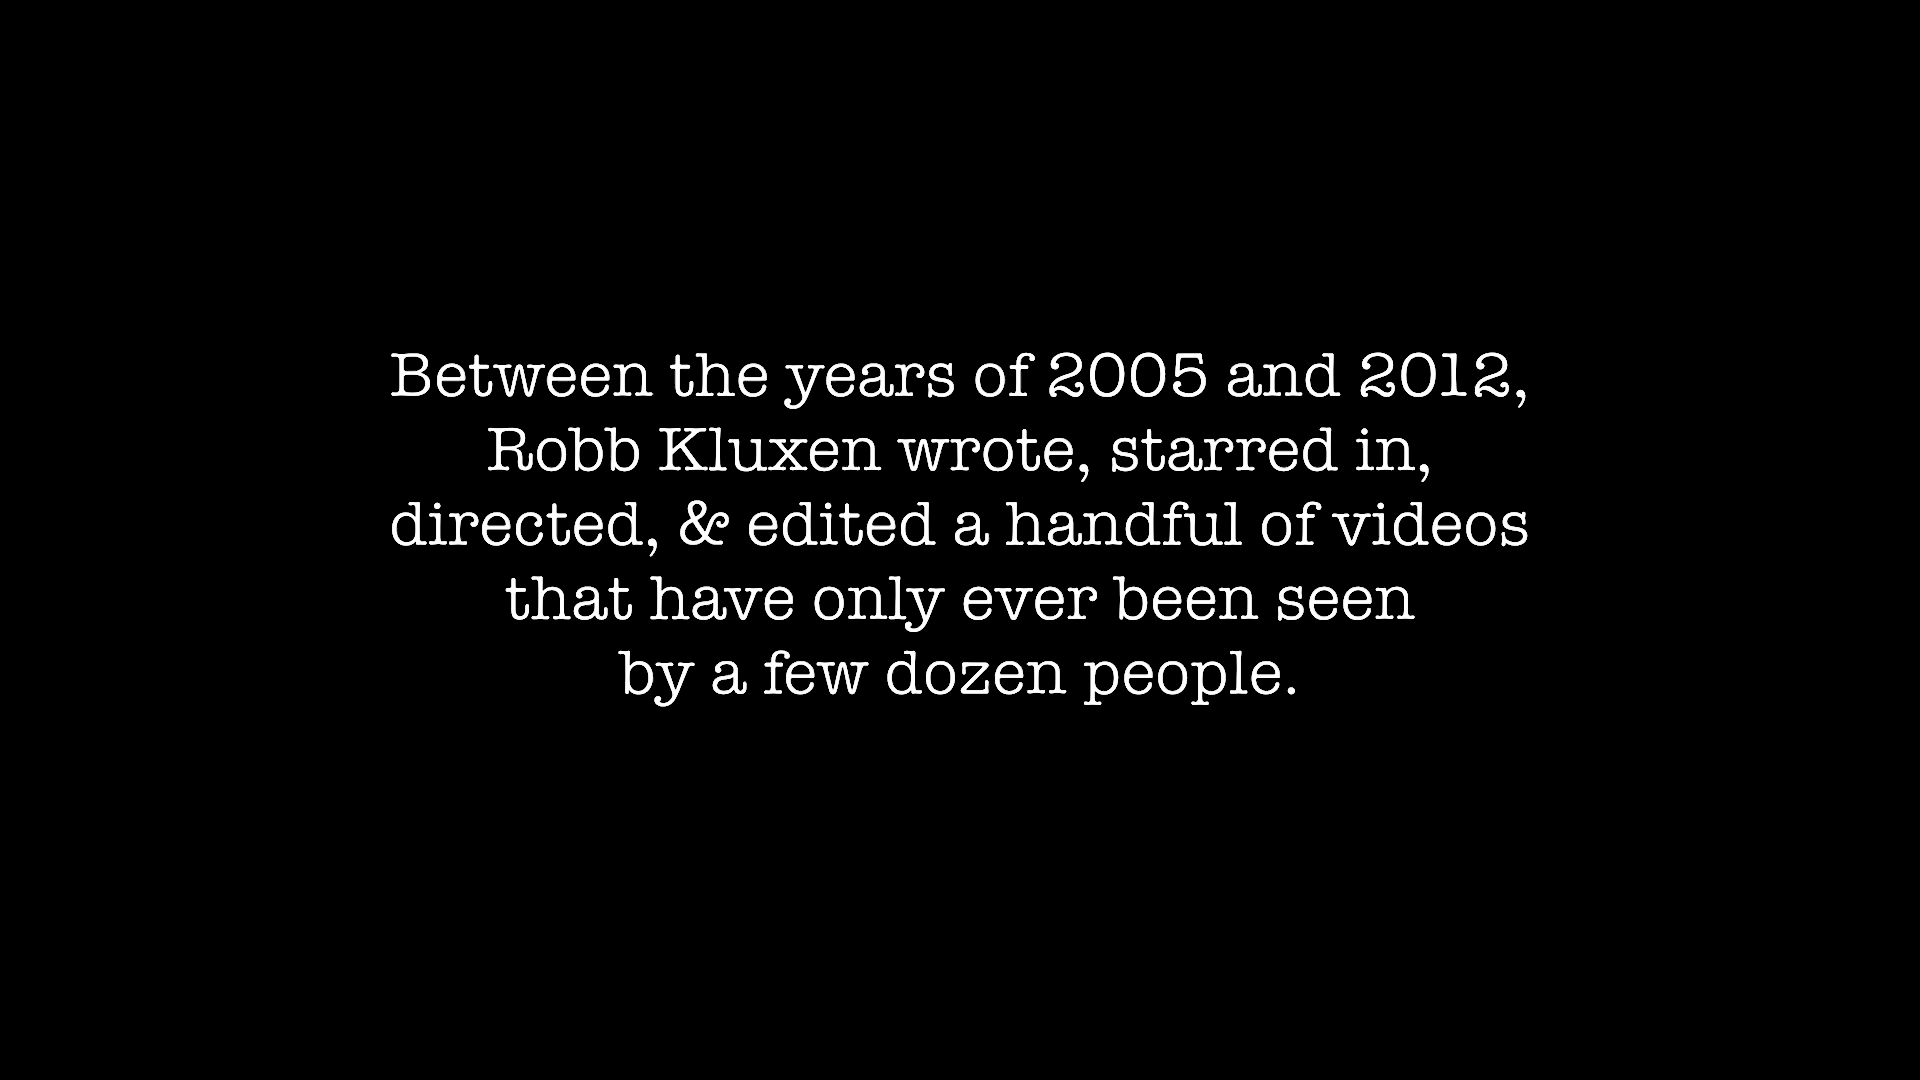 Between the years of 2005 and 2012,
Robb Kluxen wrote, starred in,
directed, & edited a handful of videos
that have only ever been seen
by a few dozen people.